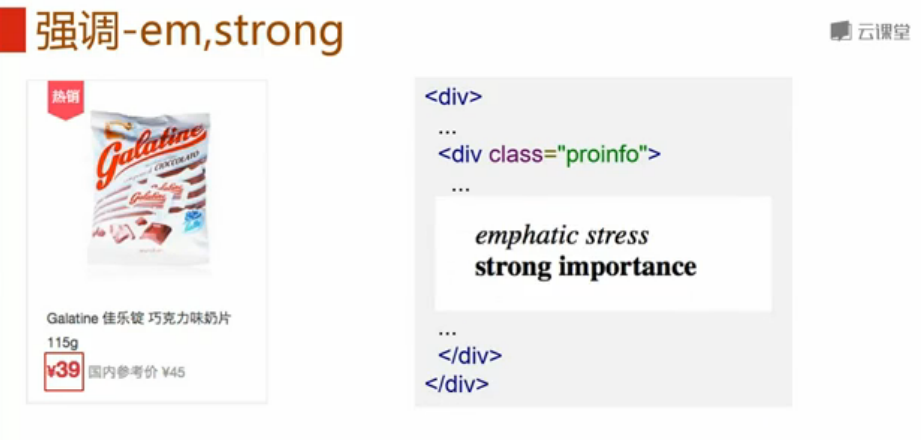 强调-em,strong
云课堂
热销
Galatine
CIOCCOLATO
Galatine
Galatine 佳乐锭 巧克力味奶片
115g
¥39 国内参考价 ¥45
<div>
...
<div class="proinfo">
...
emphatic stress
strong importance
...
</div>
</div>